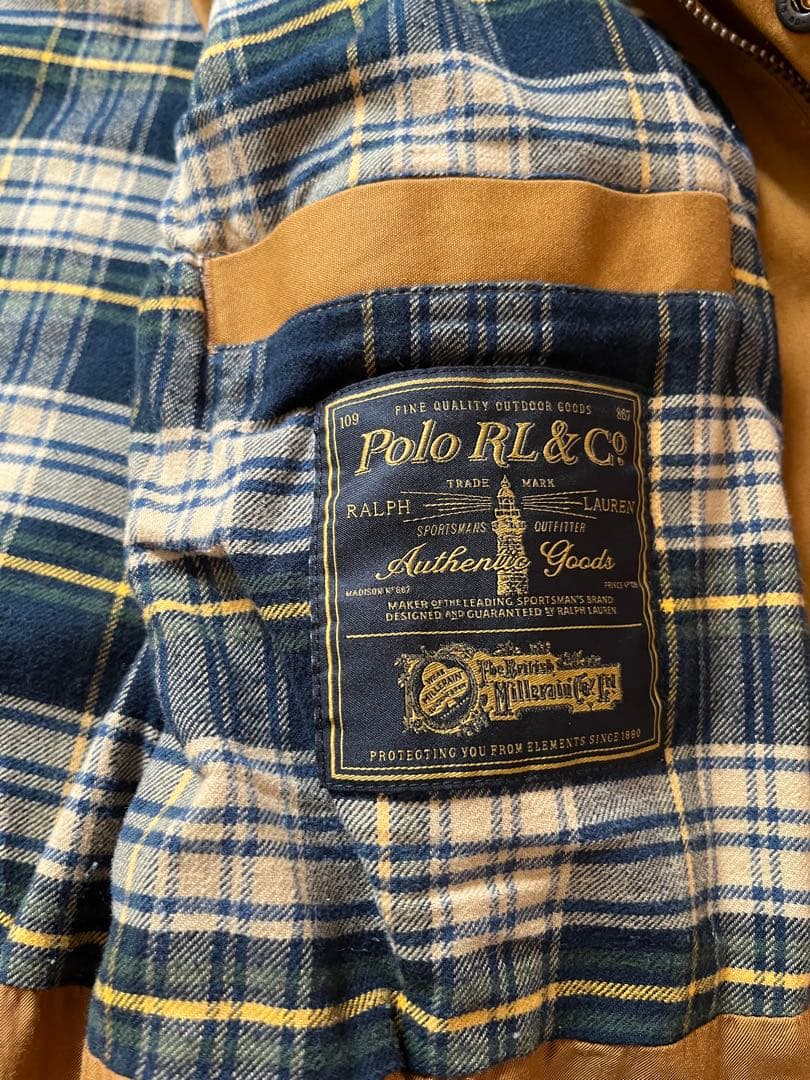 FINE QUALITY OUTDOOR GOODS
109 867
Polo RL & Co.
TRADE MARK
RALPH LAUREN
SPORTSMANS OUTFITTER
Authentic Goods
MADISON Nº 867
MAKER OF THE LEADING SPORTSMAN'S BRAND
DESIGNED AND GUARANTEED BY RALPH LAUREN
The British
MILLERAIN
Millerain Co. Ltd
PROTECTING YOU FROM ELEMENTS SINCE 1880